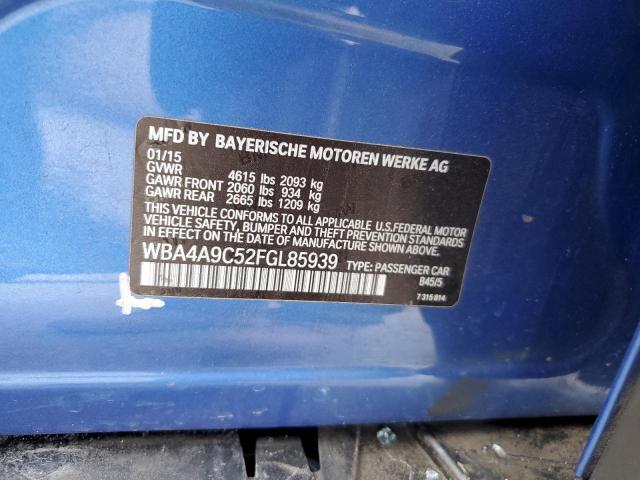 MFD BY BAYERISCHE MOTOREN WERKE AG
01/15
GVWR 4615 lbs 2093 kg
GAWR FRONT 2060 lbs 934 kg
GAWR REAR 2665 lbs 1209 kg
THIS VEHICLE CONFORMS TO ALL APPLICABLE U.S.FEDERAL MOTOR
VEHICLE SAFETY, BUMPER AND THEFT PREVENTION STANDARDS IN
EFFECT ON THE DATE OF MANUFACTURE SHOWN ABOVE.
WBA4A9C52FGL85939 TYPE: PASSENGER CAR
B45/5
7 315 814